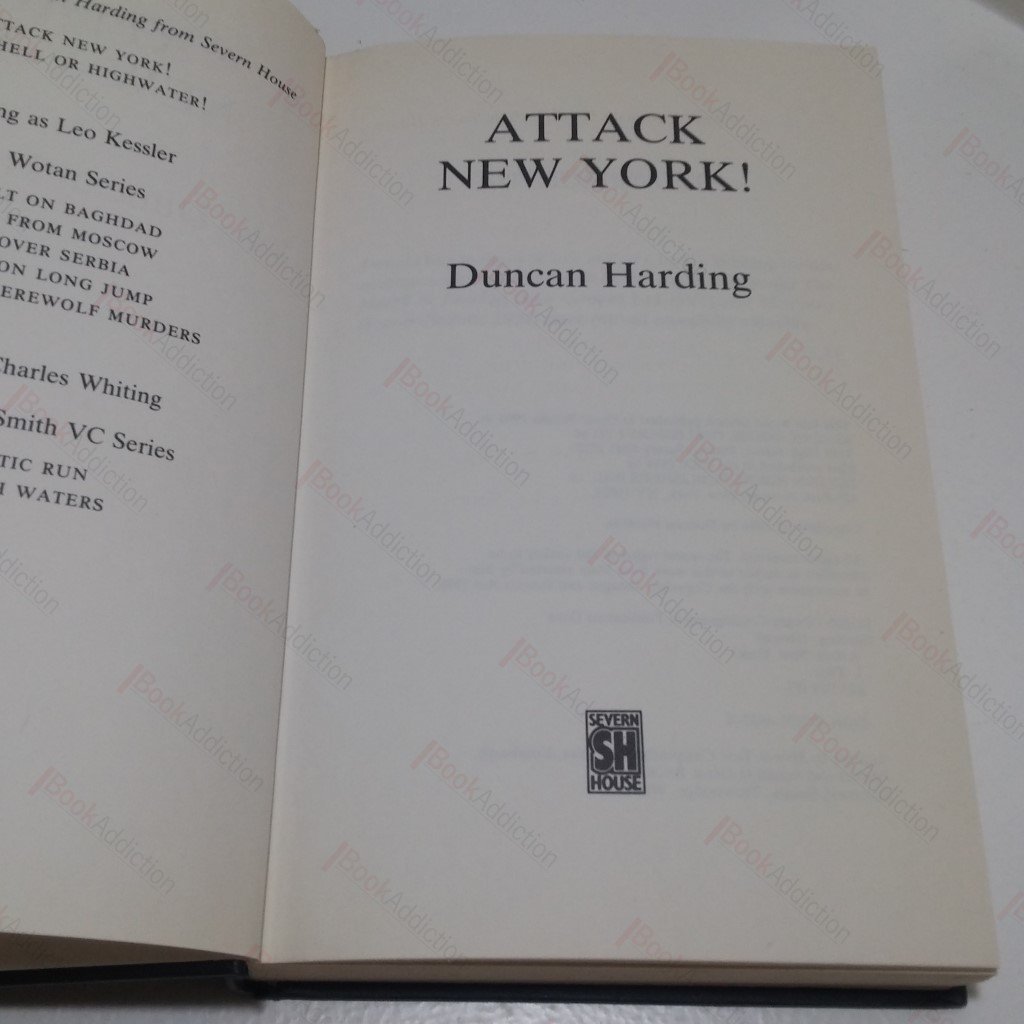 Harding from Severn House
TTACK NEW YORK!
HELL OR HIGHWATER!
ng as Leo Kessler
Wotan Series
LT ON BAGHDAD
FROM MOSCOW
OVER SERBIA
ON LONG JUMP
EREWOLF MURDERS
Charles Whiting
Smith VC Series
TIC RUN
H WATERS
ATTACK
NEW YORK!
Duncan Harding
SEVERN
SH
HOUSE
BookAddiction